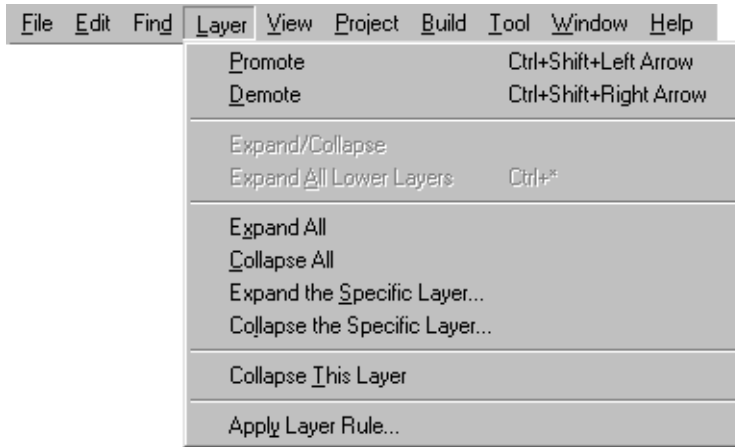 File Edit Find Layer View Project Build Tool Window Help
Promote Ctrl+Shift+Left Arrow
Demote Ctrl+Shift+Right Arrow
Expand/Collapse
Expand All Lower Layers Ctrl+*
Expand All
Collapse All
Expand the Specific Layer...
Collapse the Specific Layer...
Collapse This Layer
Apply Layer Rule...